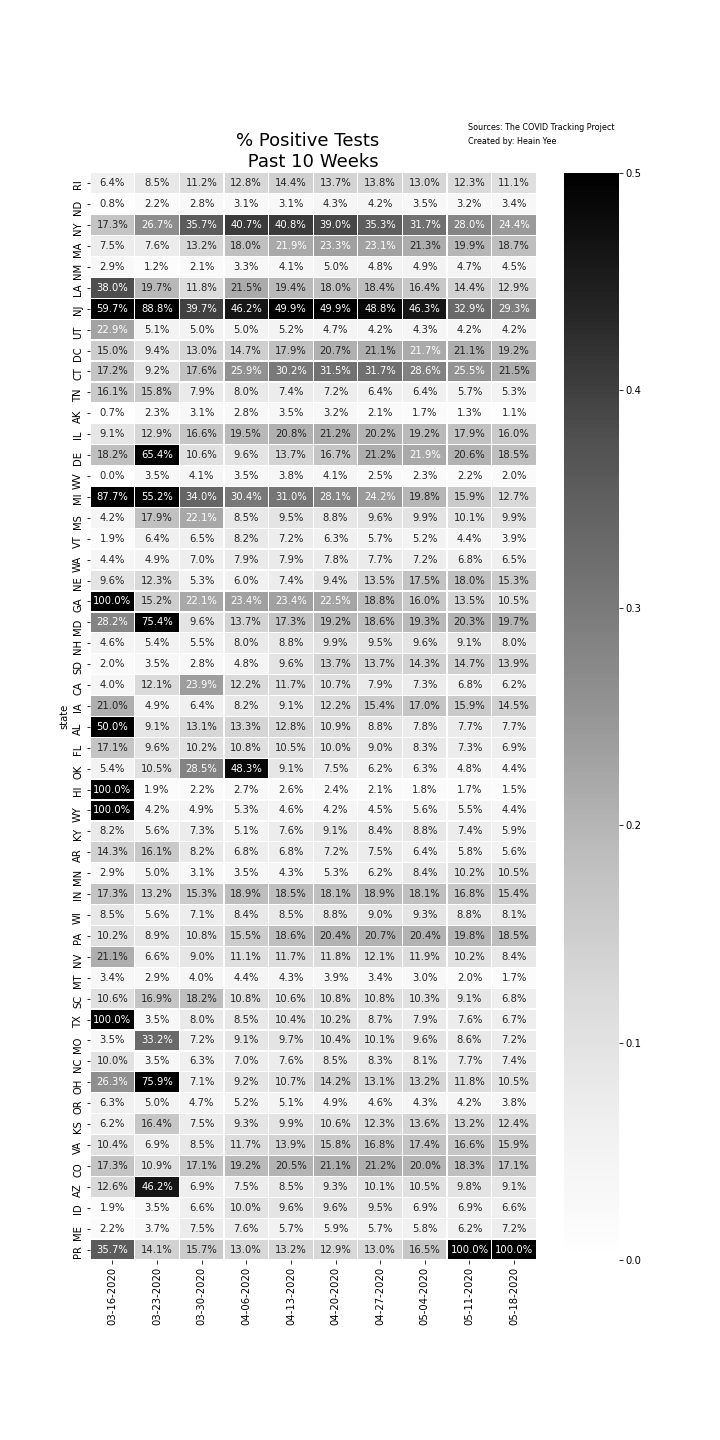 Sources: The COVID Tracking Project
Created by: Heain Yee
% Positive Tests
Past 10 Weeks
RI 6.4% 8.5% 11.2% 12.8% 14.4% 13.7% 13.8% 13.0% 12.3% 11.1%
ND 0.8% 2.2% 2.8% 3.1% 3.1% 4.3% 4.2% 3.5% 3.2% 3.4%
NY 17.3% 26.7% 35.7% 40.7% 40.8% 39.0% 35.3% 31.7% 28.0% 24.4%
MA 7.5% 7.6% 13.2% 18.0% 21.9% 23.3% 23.1% 21.3% 19.9% 18.7%
NM 2.9% 1.2% 2.1% 3.3% 4.1% 5.0% 4.8% 4.9% 4.7% 4.5%
LA 38.0% 19.7% 11.8% 21.5% 19.4% 18.0% 18.4% 16.4% 14.4% 12.9%
NJ 59.7% 88.8% 39.7% 46.2% 49.9% 49.9% 48.8% 46.3% 32.9% 29.3%
UT 22.9% 5.1% 5.0% 5.0% 5.2% 4.7% 4.2% 4.3% 4.2% 4.2%
DC 15.0% 9.4% 13.0% 14.7% 17.9% 20.7% 21.1% 21.7% 21.1% 19.2%
CT 17.2% 9.2% 17.6% 25.9% 30.2% 31.5% 31.7% 28.6% 25.5% 21.5%
TN 16.1% 15.8% 7.9% 8.0% 7.4% 7.2% 6.4% 6.4% 5.7% 5.3%
AK 0.7% 2.3% 3.1% 2.8% 3.5% 3.2% 2.1% 1.7% 1.3% 1.1%
IL 9.1% 12.9% 16.6% 19.5% 20.8% 21.2% 20.2% 19.2% 17.9% 16.0%
DE 18.2% 65.4% 10.6% 9.6% 13.7% 16.7% 21.2% 21.9% 20.6% 18.5%
WV 0.0% 3.5% 4.1% 3.5% 3.8% 4.1% 2.5% 2.3% 2.2% 2.0%
MI 87.7% 55.2% 34.0% 30.4% 31.0% 28.1% 24.2% 19.8% 15.9% 12.7%
MS 4.2% 17.9% 22.1% 8.5% 9.5% 8.8% 9.6% 9.9% 10.1% 9.9%
VT 1.9% 6.4% 6.5% 8.2% 7.2% 6.3% 5.7% 5.2% 4.4% 3.9%
WA 4.4% 4.9% 7.0% 7.9% 7.9% 7.8% 7.7% 7.2% 6.8% 6.5%
NE 9.6% 12.3% 5.3% 6.0% 7.4% 9.4% 13.5% 17.5% 18.0% 15.3%
GA 100.0% 15.2% 22.1% 23.4% 23.4% 22.5% 18.8% 16.0% 13.5% 10.5%
MD 28.2% 75.4% 9.6% 13.7% 17.3% 19.2% 18.6% 19.3% 20.3% 19.7%
NH 4.6% 5.4% 5.5% 8.0% 8.8% 9.9% 9.5% 9.6% 9.1% 8.0%
SD 2.0% 3.5% 2.8% 4.8% 9.6% 13.7% 13.7% 14.3% 14.7% 13.9%
CA 4.0% 12.1% 23.9% 12.2% 11.7% 10.7% 7.9% 7.3% 6.8% 6.2%
IA 21.0% 4.9% 6.4% 8.2% 9.1% 12.2% 15.4% 17.0% 15.9% 14.5%
state
AL 50.0% 9.1% 13.1% 13.3% 12.8% 10.9% 8.8% 7.8% 7.7% 7.7%
FL 17.1% 9.6% 10.2% 10.8% 10.5% 10.0% 9.0% 8.3% 7.3% 6.9%
OK 5.4% 10.5% 28.5% 48.3% 9.1% 7.5% 6.2% 6.3% 4.8% 4.4%
HI 100.0% 1.9% 2.2% 2.7% 2.6% 2.4% 2.1% 1.8% 1.7% 1.5%
WY 100.0% 4.2% 4.9% 5.3% 4.6% 4.2% 4.5% 5.6% 5.5% 4.4%
KY 8.2% 5.6% 7.3% 5.1% 7.6% 9.1% 8.4% 8.8% 7.4% 5.9%
AR 14.3% 16.1% 8.2% 6.8% 6.8% 7.2% 7.5% 6.4% 5.8% 5.6%
MN 2.9% 5.0% 3.1% 3.5% 4.3% 5.3% 6.2% 8.4% 10.2% 10.5%
IN 17.3% 13.2% 15.3% 18.9% 18.5% 18.1% 18.9% 18.1% 16.8% 15.4%
WI 8.5% 5.6% 7.1% 8.4% 8.5% 8.8% 9.0% 9.3% 8.8% 8.1%
PA 10.2% 8.9% 10.8% 15.5% 18.6% 20.4% 20.7% 20.4% 19.8% 18.5%
NV 21.1% 6.6% 9.0% 11.1% 11.7% 11.8% 12.1% 11.9% 10.2% 8.4%
MT 3.4% 2.9% 4.0% 4.4% 4.3% 3.9% 3.4% 3.0% 2.0% 1.7%
SC 10.6% 16.9% 18.2% 10.8% 10.6% 10.8% 10.8% 10.3% 9.1% 6.8%
TX 100.0% 3.5% 8.0% 8.5% 10.4% 10.2% 8.7% 7.9% 7.6% 6.7%
MO 3.5% 33.2% 7.2% 9.1% 9.7% 10.4% 10.1% 9.6% 8.6% 7.2%
NC 10.0% 3.5% 6.3% 7.0% 7.6% 8.5% 8.3% 8.1% 7.7% 7.4%
OH 26.3% 75.9% 7.1% 9.2% 10.7% 14.2% 13.1% 13.2% 11.8% 10.5%
OR 6.3% 5.0% 4.7% 5.2% 5.1% 4.9% 4.6% 4.3% 4.2% 3.8%
KS 6.2% 16.4% 7.5% 9.3% 9.9% 10.6% 12.3% 13.6% 13.2% 12.4%
VA 10.4% 6.9% 8.5% 11.7% 13.9% 15.8% 16.8% 17.4% 16.6% 15.9%
CO 17.3% 10.9% 17.1% 19.2% 20.5% 21.1% 21.2% 20.0% 18.3% 17.1%
AZ 12.6% 46.2% 6.9% 7.5% 8.5% 9.3% 10.1% 10.5% 9.8% 9.1%
ID 1.9% 3.5% 6.6% 10.0% 9.6% 9.6% 9.5% 6.9% 6.9% 6.6%
ME 2.2% 3.7% 7.5% 7.6% 5.7% 5.9% 5.7% 5.8% 6.2% 7.2%
PR 35.7% 14.1% 15.7% 13.0% 13.2% 12.9% 13.0% 16.5% 100.0% 100.0%
03-16-2020 03-23-2020 03-30-2020 04-06-2020 04-13-2020 04-20-2020 04-27-2020 05-04-2020 05-11-2020 05-18-2020
0.5
0.4
0.3
0.2
0.1
0.0